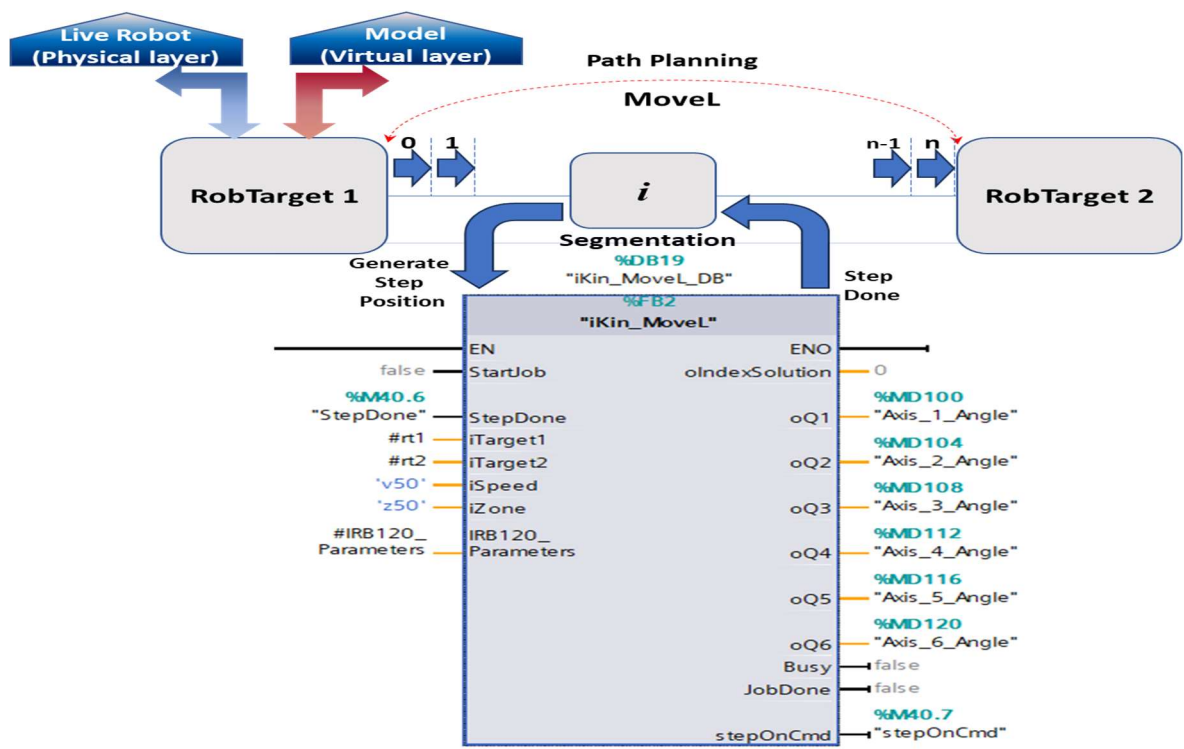 Live Robot
(Physical layer)
Model
(Virtual layer)
Path Planning
MoveL
0 1
n-1 n
RobTarget 1
i
RobTarget 2
Segmentation
Generate
Step
Position
Step
Done
%DB19
"iKin_MoveL_DB"
%FB2
"iKin_MoveL"
EN
ENO
false
StartJob
oIndexSolution
0
%M40.6
"StepDone"
StepDone
oQ1
%MD100
"Axis_1_Angle"
#rt1
iTarget1
#rt2
iTarget2
oQ2
%MD104
"Axis_2_Angle"
'v50'
iSpeed
'z50'
iZone
oQ3
%MD108
"Axis_3_Angle"
#IRB120_
Parameters
IRB120_
Parameters
oQ4
%MD112
"Axis_4_Angle"
oQ5
%MD116
"Axis_5_Angle"
oQ6
%MD120
"Axis_6_Angle"
Busy
false
JobDone
false
stepOnCmd
%M40.7
"stepOnCmd"